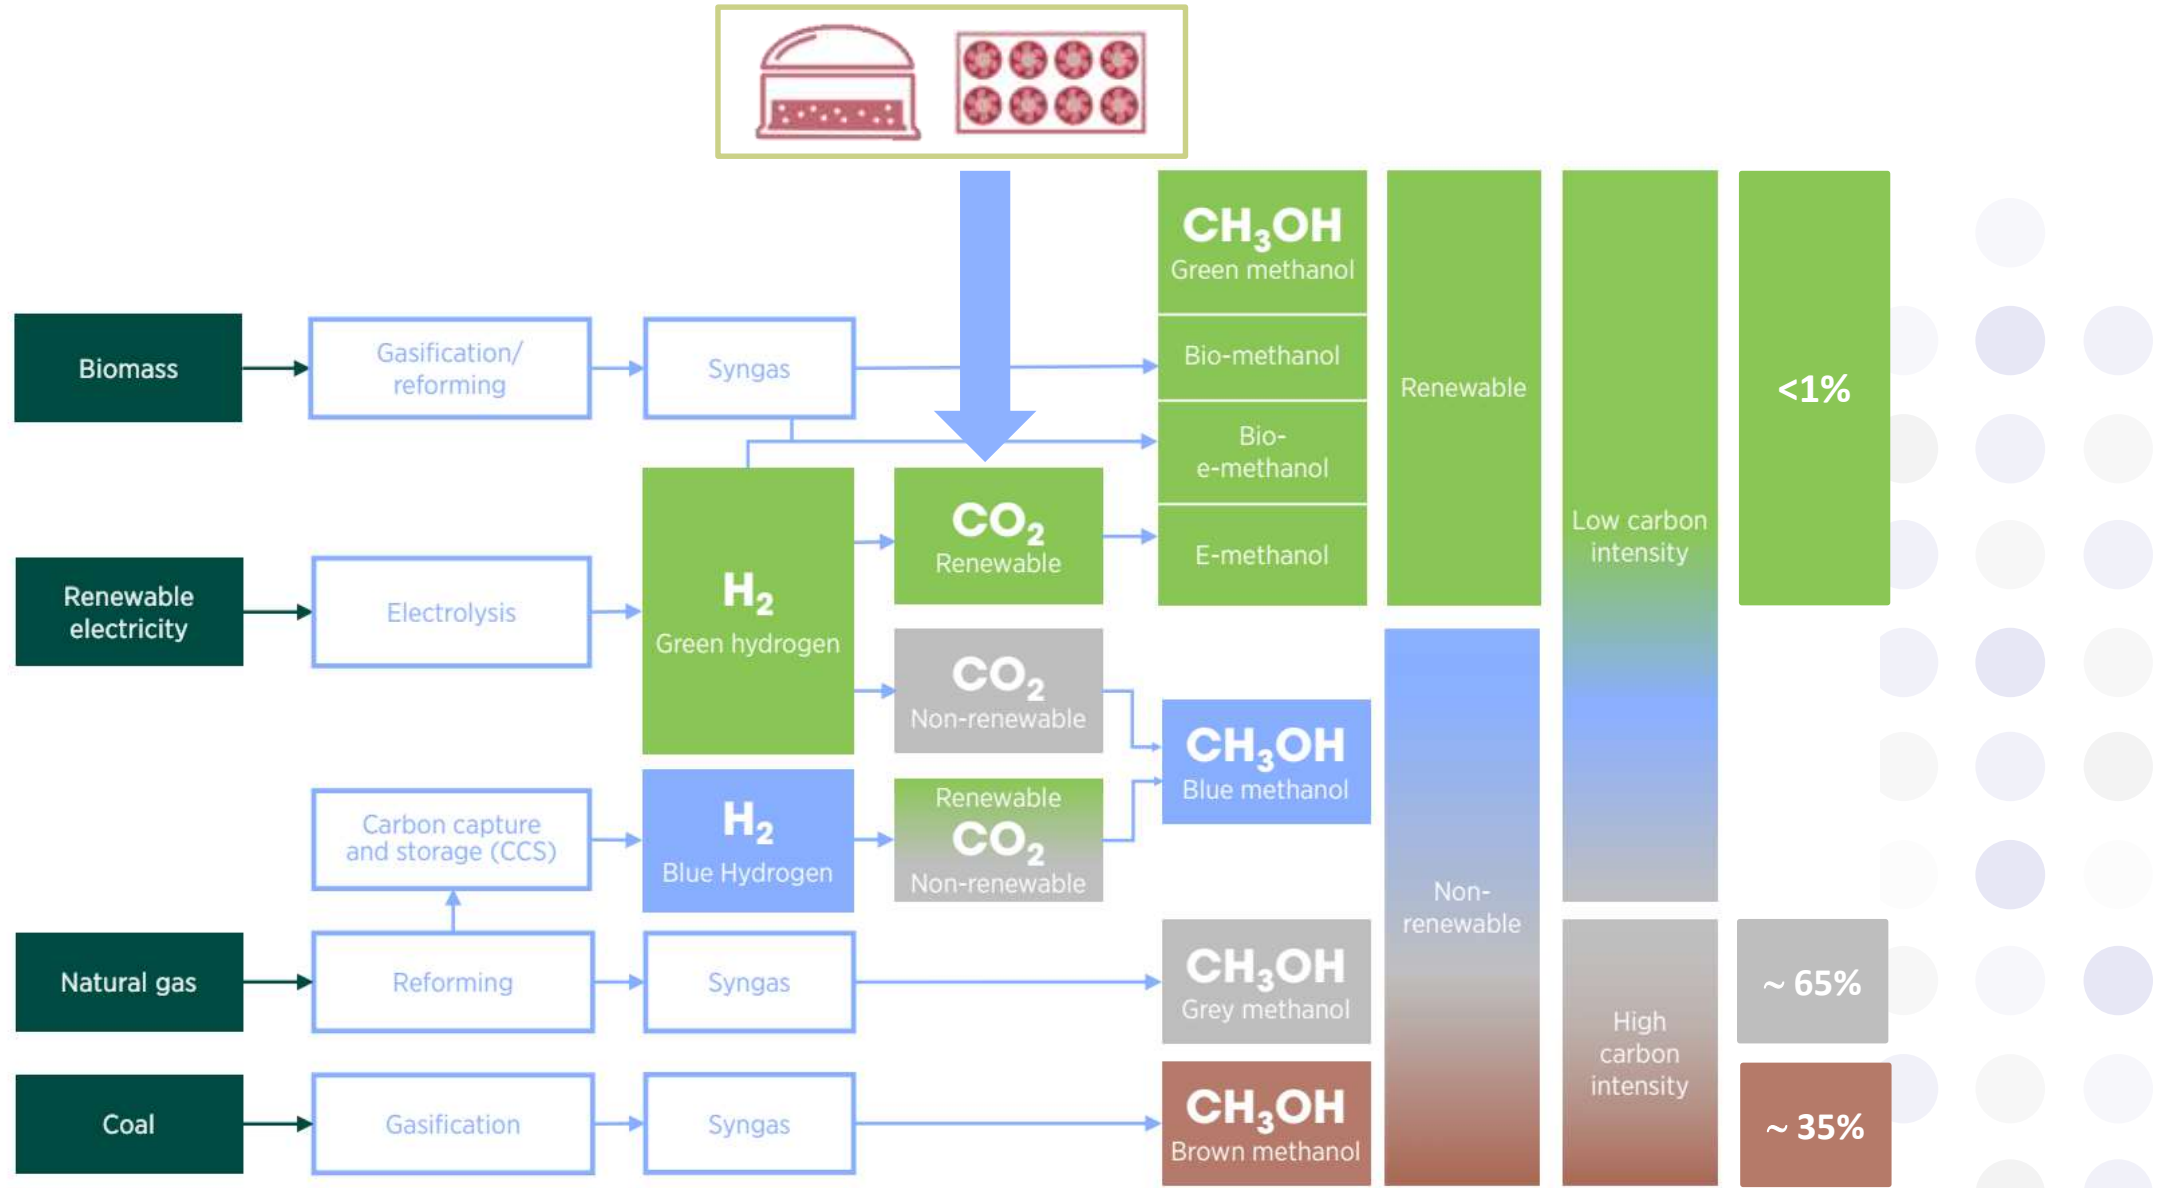 CH₃OH
Green methanol
Biomass
Gasification/
reforming
Syngas
Bio-methanol
Renewable
<1%
Bio-
e-methanol
CO₂
Renewable
E-methanol
Low carbon
intensity
Renewable
electricity
Electrolysis
H₂
Green hydrogen
CO₂
Non-renewable
CH₃OH
Blue methanol
Carbon capture
and storage (CCS)
H₂
Blue Hydrogen
Renewable
CO₂
Non-renewable
Non-
renewable
Natural gas
Reforming
Syngas
CH₃OH
Grey methanol
~ 65%
High
carbon
intensity
Coal
Gasification
Syngas
CH₃OH
Brown methanol
~ 35%